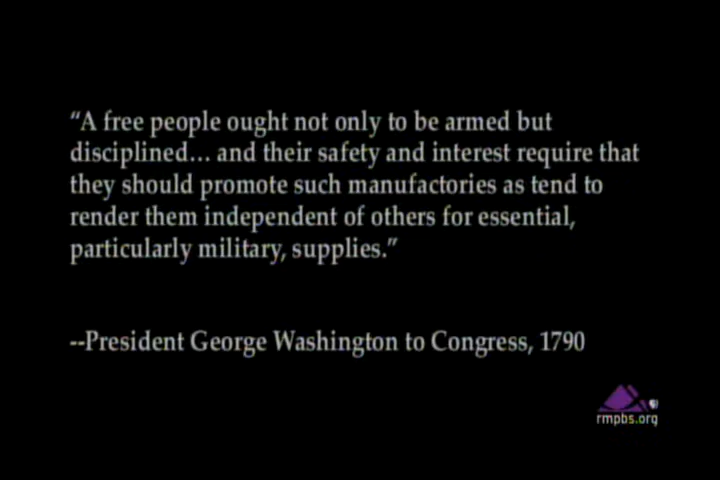 “A free people ought not only to be armed but
disciplined... and their safety and interest require that
they should promote such manufactories as tend to
render them independent of others for essential,
particularly military, supplies.”
--President George Washington to Congress, 1790
rmpbs.org